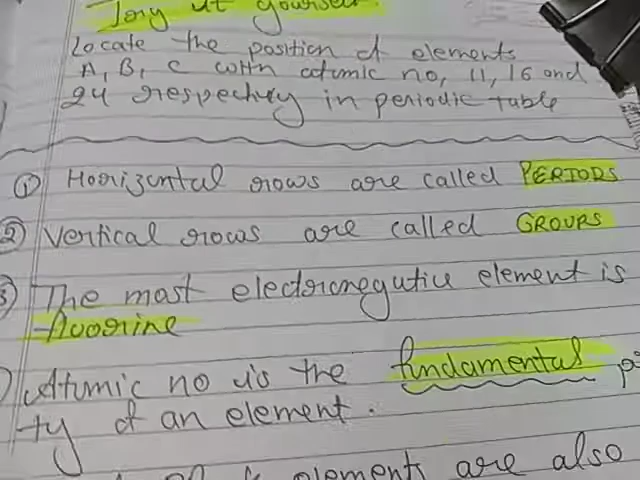 Try it yourself.
Locate the position of elements
A, B, C with atomic no, 11, 16 and
24 respectively in periodic table
① Horizontal rows are called PERIODS
② Vertical rows are called GROUPS
3 The most electronegative element is
fluorine
Atomic no is the fundamental
ty of an element.
elements are also